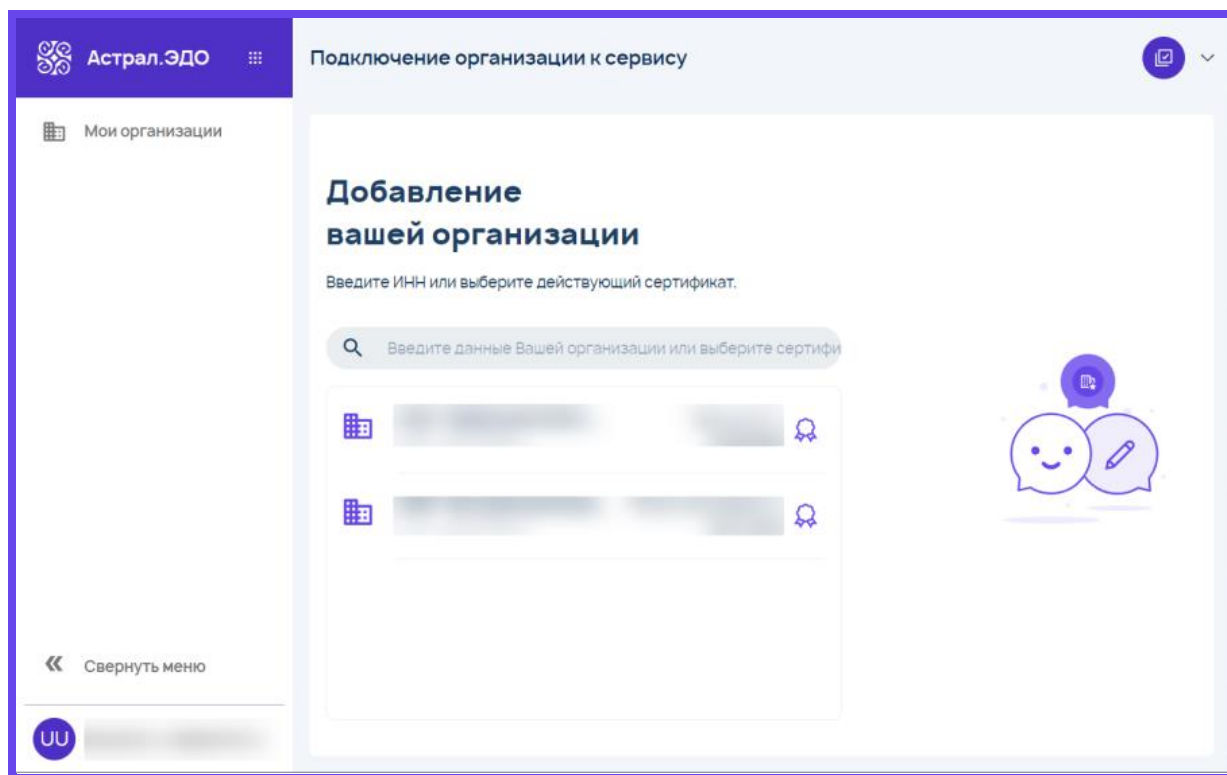 Астрал.ЭДО
Подключение организации к сервису
Мои организации
Добавление
вашей организации
Введите ИНН или выберите действующий сертификат.
Введите данные Вашей организации или выберите сертифи
Свернуть меню
UU